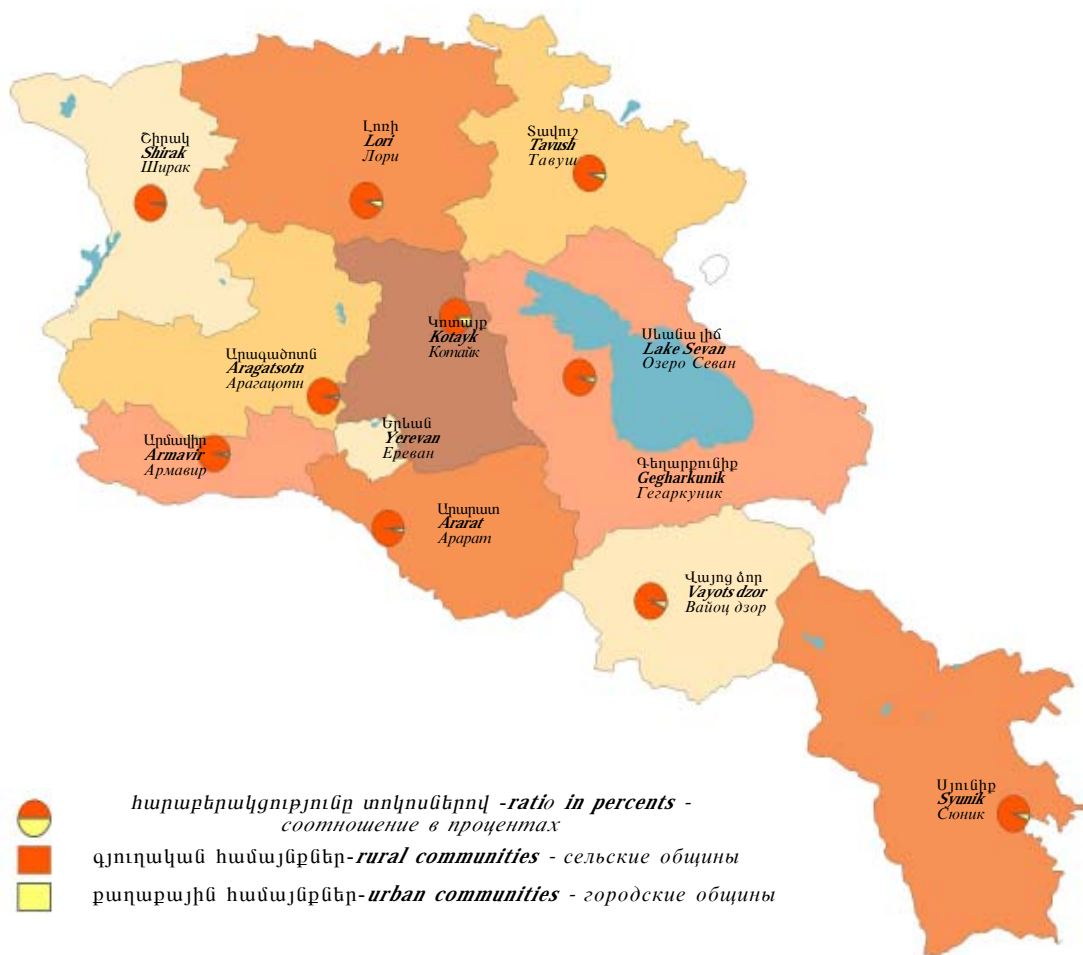 Շիրակ
Shirak
Ширак
Լոռի
Lori
Лори
Տավուշ
Tavush
Тавуш
Արագածոտն
Aragatsotn
Арагацотн
Կոտայք
Kotayk
Котайк
Սևանա լիճ
Lake Sevan
Озеро Севан
Երևան
Yerevan
Ереван
Արմավիր
Armavir
Армавир
Գեղարքունիք
Gegharkunik
Гегаркуник
Արարատ
Ararat
Арарат
Վայոց ձոր
Vayots dzor
Вайоц дзор
Սյունիք
Syunik
Сюник
հարաբերակցությունը տոկոսներով -ratio in percents -
соотношение в процентах
գյուղական համայնքներ-rural communities - сельские общины
քաղաքային համայնքներ-urban communities - городские общины